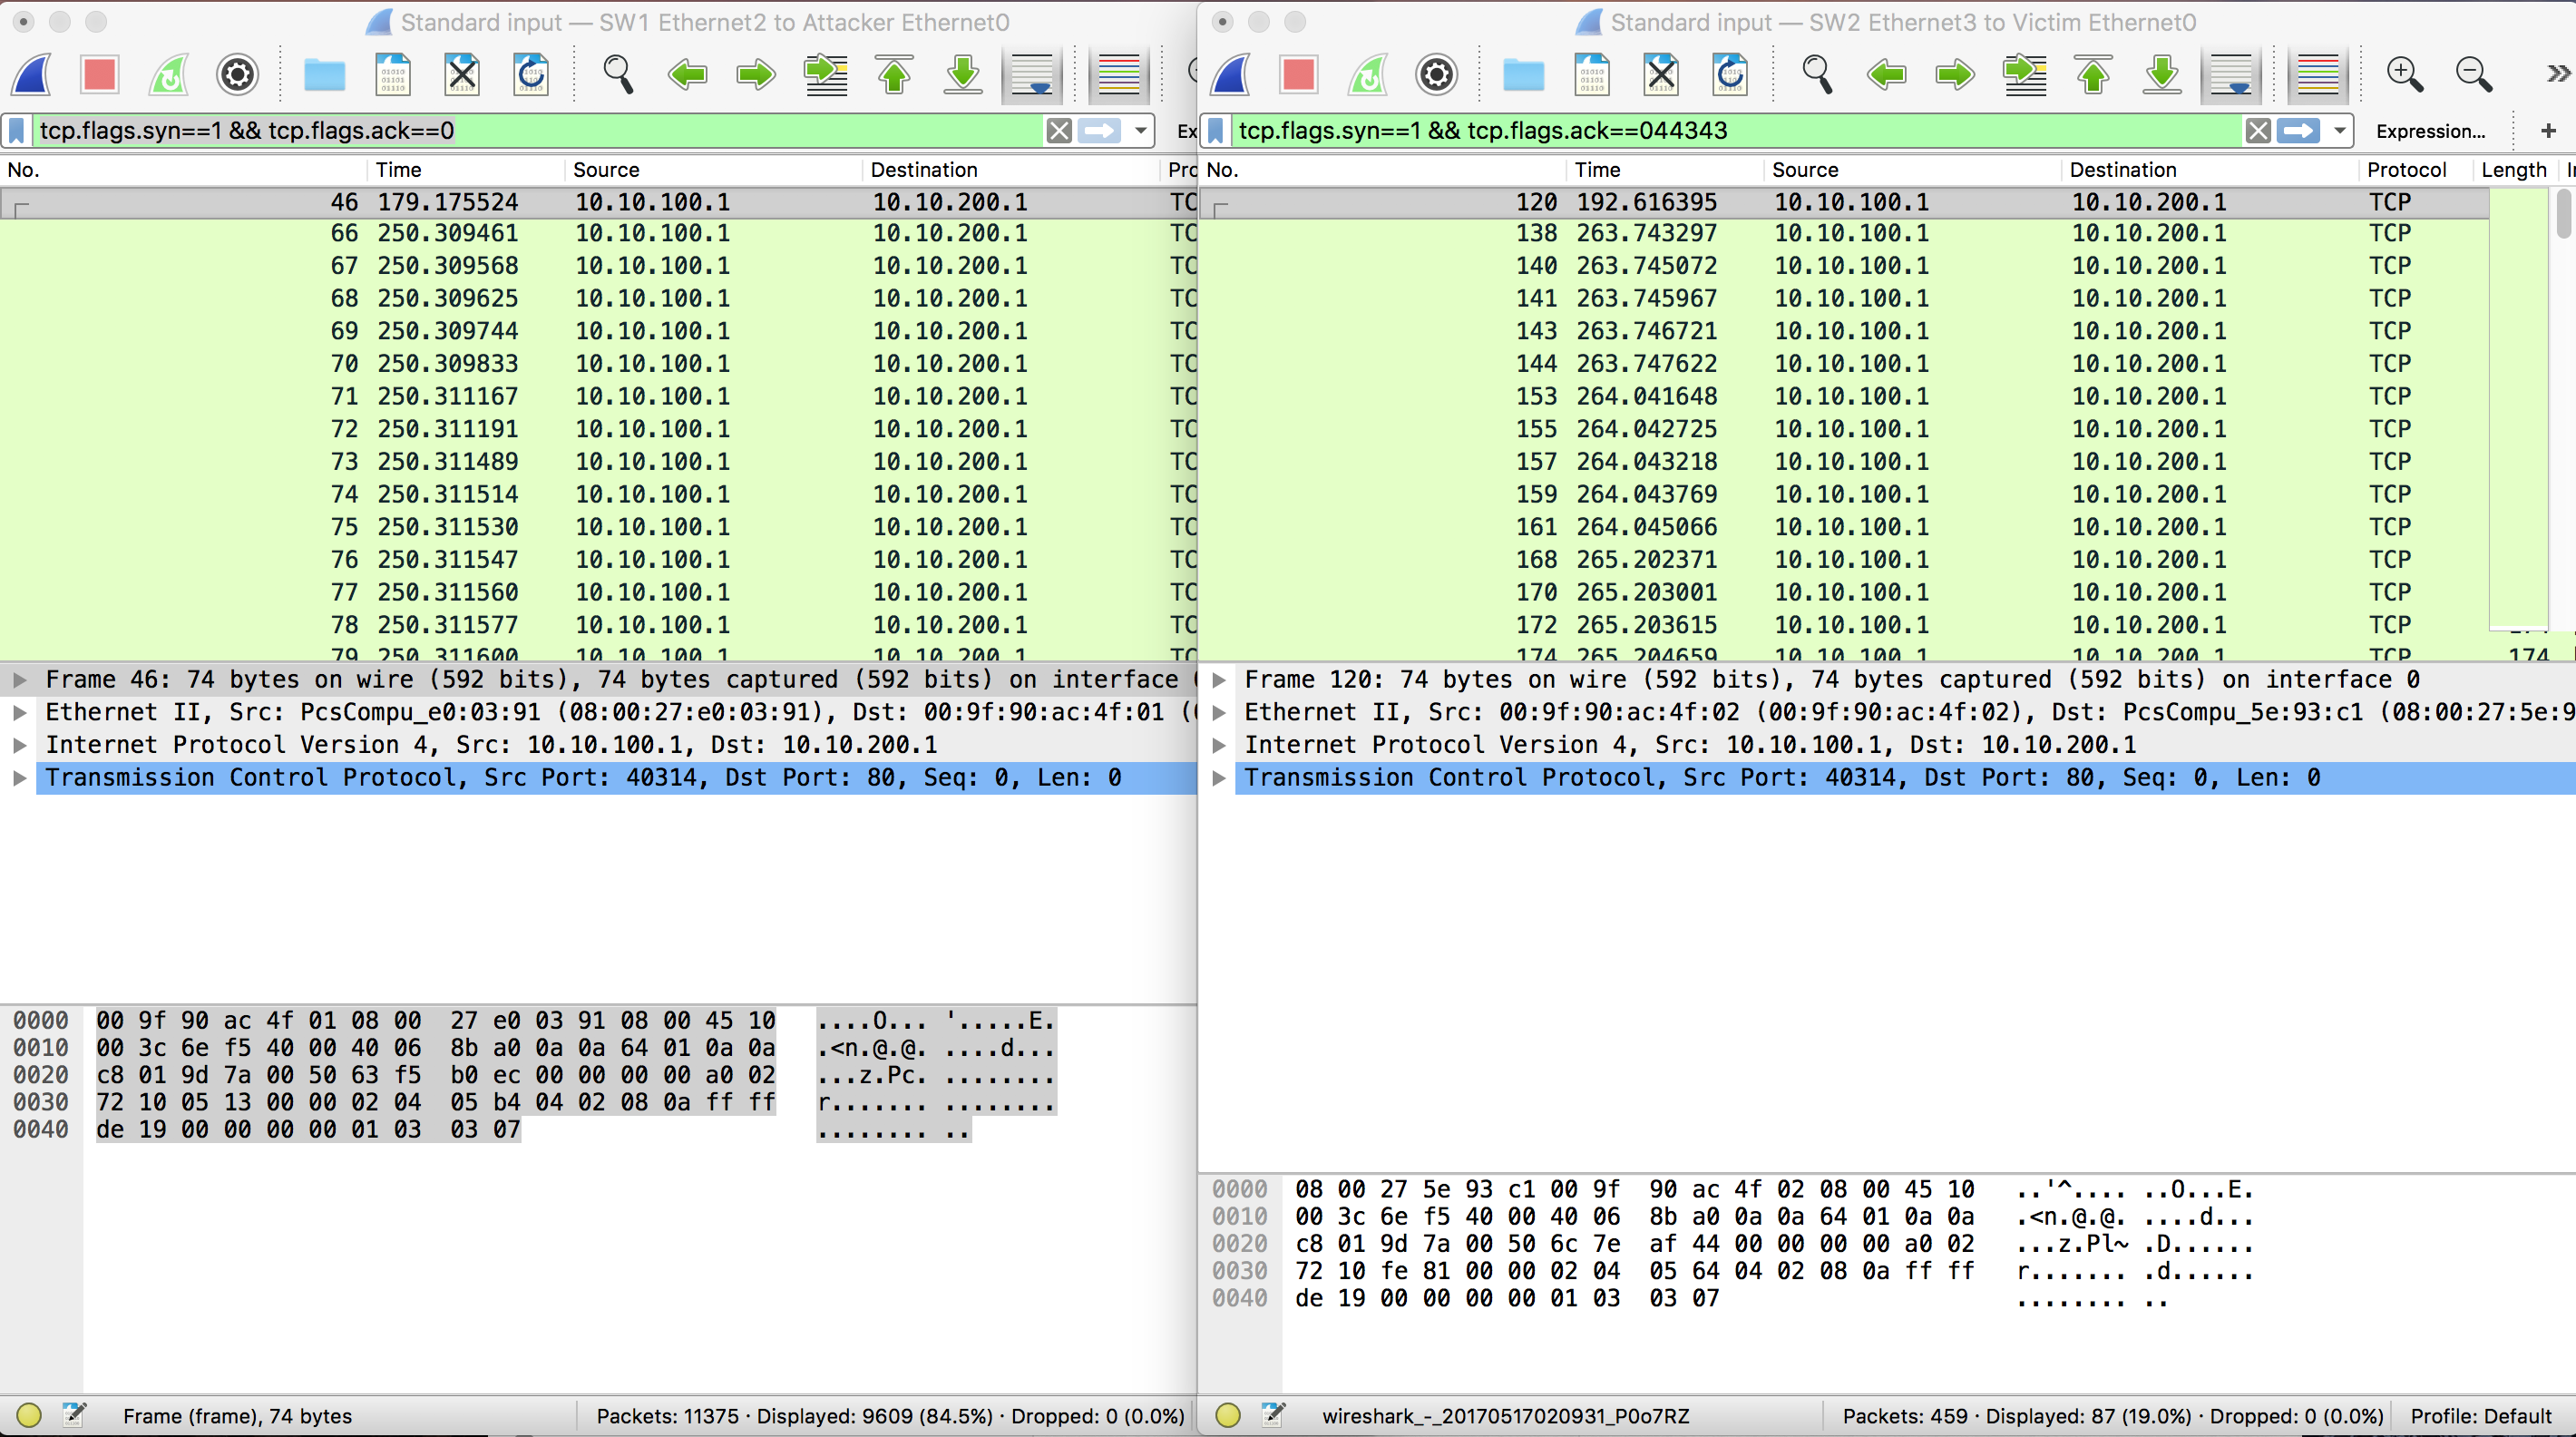 Standard input — SW1 Ethernet2 to Attacker Ethernet0
tcp.flags.syn==1 && tcp.flags.ack==0
No. Time Source Destination
46 179.175524 10.10.100.1 10.10.200.1 TC
66 250.309461 10.10.100.1 10.10.200.1 TC
67 250.309568 10.10.100.1 10.10.200.1 TC
68 250.309625 10.10.100.1 10.10.200.1 TC
69 250.309744 10.10.100.1 10.10.200.1 TC
70 250.309833 10.10.100.1 10.10.200.1 TC
71 250.311167 10.10.100.1 10.10.200.1 TC
72 250.311191 10.10.100.1 10.10.200.1 TC
73 250.311489 10.10.100.1 10.10.200.1 TC
74 250.311514 10.10.100.1 10.10.200.1 TC
75 250.311530 10.10.100.1 10.10.200.1 TC
76 250.311547 10.10.100.1 10.10.200.1 TC
77 250.311560 10.10.100.1 10.10.200.1 TC
78 250.311577 10.10.100.1 10.10.200.1 TC
79 250.311600 10.10.100.1 10.10.200.1 TC
Frame 46: 74 bytes on wire (592 bits), 74 bytes captured (592 bits) on interface
Ethernet II, Src: PcsCompu_e0:03:91 (08:00:27:e0:03:91), Dst: 00:9f:90:ac:4f:01
Internet Protocol Version 4, Src: 10.10.100.1, Dst: 10.10.200.1
Transmission Control Protocol, Src Port: 40314, Dst Port: 80, Seq: 0, Len: 0
0000 00 9f 90 ac 4f 01 08 00 27 e0 03 91 08 00 45 10 ....O... '.....E.
0010 00 3c 6e f5 40 00 40 06 8b a0 0a 0a 64 01 0a 0a .<n.@.@. ....d...
0020 c8 01 9d 7a 00 50 63 f5 b0 ec 00 00 00 00 a0 02 ...z.Pc. ........
0030 72 10 05 13 00 00 02 04 05 b4 04 02 08 0a ff ff r....... ........
0040 de 19 00 00 00 00 01 03 03 07 ........ ..
Frame (frame), 74 bytes
Packets: 11375 · Displayed: 9609 (84.5%) · Dropped: 0 (0.0%)
Standard input — SW2 Ethernet3 to Victim Ethernet0
tcp.flags.syn==1 && tcp.flags.ack==044343
Expression... +
No. Time Source Destination Protocol Length
120 192.616395 10.10.100.1 10.10.200.1 TCP
138 263.743297 10.10.100.1 10.10.200.1 TCP
140 263.745072 10.10.100.1 10.10.200.1 TCP
141 263.745967 10.10.100.1 10.10.200.1 TCP
143 263.746721 10.10.100.1 10.10.200.1 TCP
144 263.747622 10.10.100.1 10.10.200.1 TCP
153 264.041648 10.10.100.1 10.10.200.1 TCP
155 264.042725 10.10.100.1 10.10.200.1 TCP
157 264.043218 10.10.100.1 10.10.200.1 TCP
159 264.043769 10.10.100.1 10.10.200.1 TCP
161 264.045066 10.10.100.1 10.10.200.1 TCP
168 265.202371 10.10.100.1 10.10.200.1 TCP
170 265.203001 10.10.100.1 10.10.200.1 TCP
172 265.203615 10.10.100.1 10.10.200.1 TCP
174 265.204659 10.10.100.1 10.10.200.1 TCP 174
Frame 120: 74 bytes on wire (592 bits), 74 bytes captured (592 bits) on interface 0
Ethernet II, Src: 00:9f:90:ac:4f:02 (00:9f:90:ac:4f:02), Dst: PcsCompu_5e:93:c1 (08:00:27:5e:9
Internet Protocol Version 4, Src: 10.10.100.1, Dst: 10.10.200.1
Transmission Control Protocol, Src Port: 40314, Dst Port: 80, Seq: 0, Len: 0
0000 08 00 27 5e 93 c1 00 9f 90 ac 4f 02 08 00 45 10 ..'^.... ..O...E.
0010 00 3c 6e f5 40 00 40 06 8b a0 0a 0a 64 01 0a 0a .<n.@.@. ....d...
0020 c8 01 9d 7a 00 50 6c 7e af 44 00 00 00 00 a0 02 ...z.Pl~ .D......
0030 72 10 fe 81 00 00 02 04 05 64 04 02 08 0a ff ff r....... .d......
0040 de 19 00 00 00 00 01 03 03 07 ........ ..
wireshark_-_20170517020931_P0o7RZ
Packets: 459 · Displayed: 87 (19.0%) · Dropped: 0 (0.0%)
Profile: Default